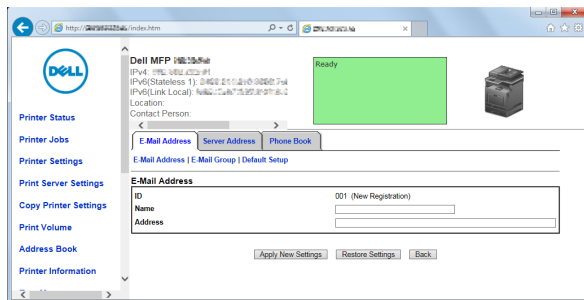 http://
/index.htm
DELL
Dell MFP
IPv4:
IPv6(Stateless 1):
IPv6(Link Local):
Location:
Contact Person:
Ready
Printer Status
Printer Jobs
Printer Settings
Print Server Settings
Copy Printer Settings
Print Volume
Address Book
Printer Information
E-Mail Address
Server Address
Phone Book
E-Mail Address | E-Mail Group | Default Setup
E-Mail Address
ID 001 (New Registration)
Name
Address
Apply New Settings Restore Settings Back